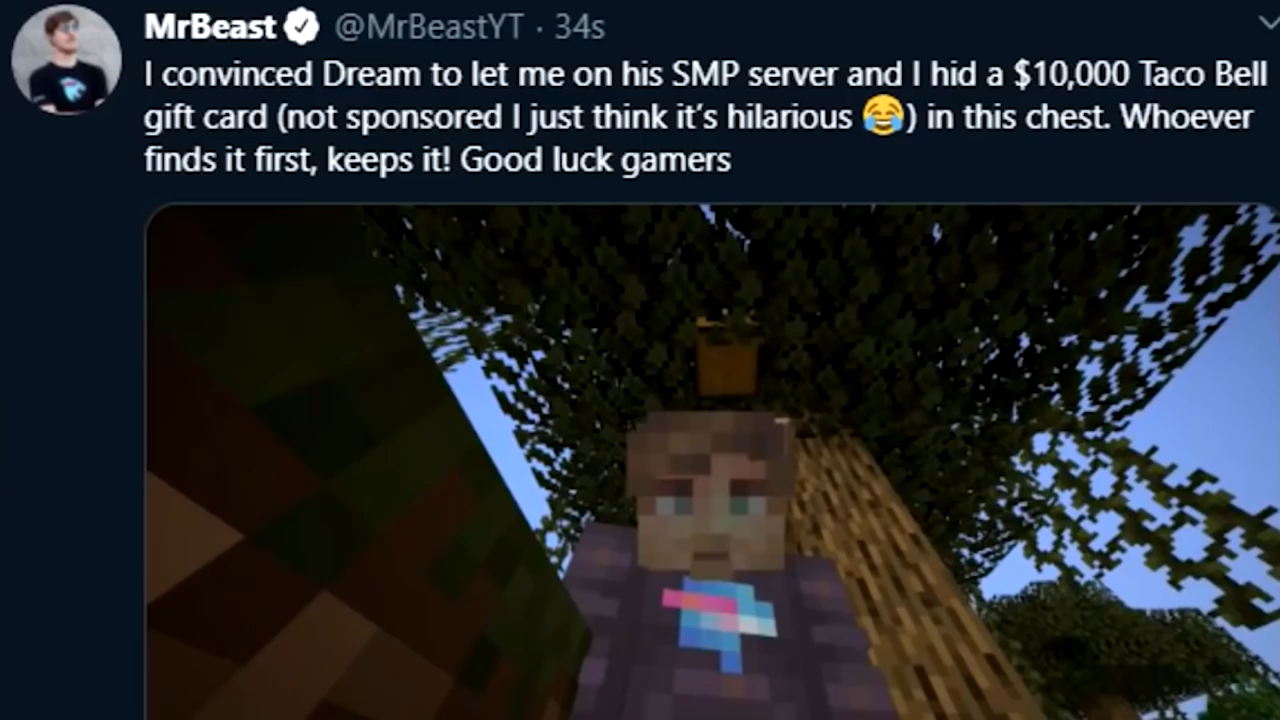 MrBeast @MrBeastYT · 34s
I convinced Dream to let me on his SMP server and I hid a $10,000 Taco Bell
gift card (not sponsored I just think it’s hilarious 😂) in this chest. Whoever
finds it first, keeps it! Good luck gamers